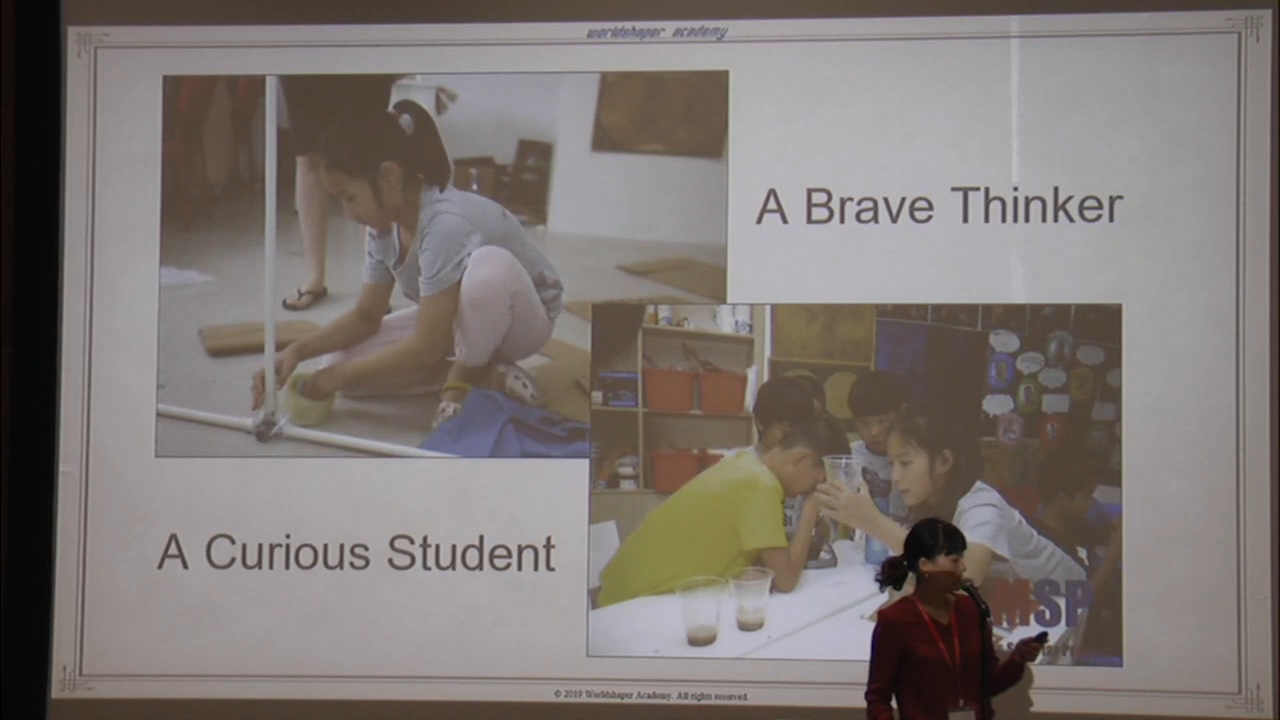 worldshaper academy
A Brave Thinker
A Curious Student
MSP
© 2019 Worldshaper Academy. All rights reserved.